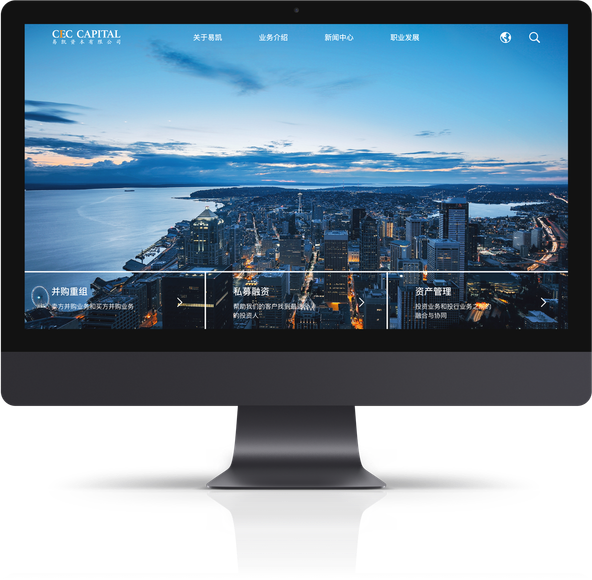 CEC CAPITAL
易凯资本有限公司
关于易凯
业务介绍
新闻中心
职业发展
并购重组
卖方并购业务和买方并购业务
私募融资
帮助我们的客户找到最适合
的投资人
资产管理
投资业务和投行业务之间的
融合与协同